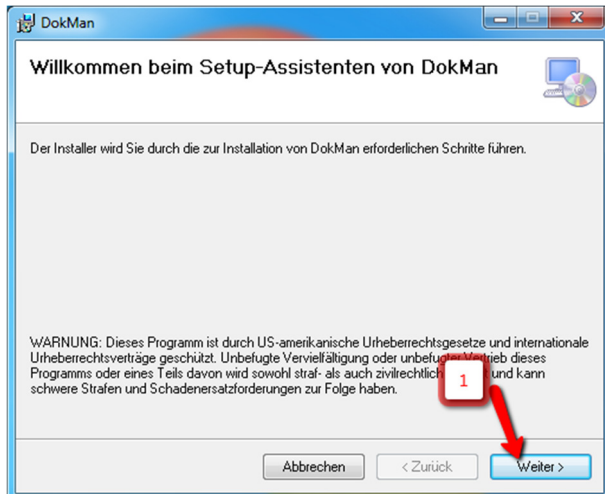 DokMan
Willkommen beim Setup-Assistenten von DokMan
Der Installer wird Sie durch die zur Installation von DokMan erforderlichen Schritte führen.
WARNUNG: Dieses Programm ist durch US-amerikanische Urheberrechtsgesetze und internationale
Urheberrechtsverträge geschützt. Unbefugte Vervielfältigung oder unbefugter Vertrieb dieses
Programms oder eines Teils davon wird sowohl straf- als auch zivilrechtlich und kann
schwere Strafen und Schadenersatzforderungen zur Folge haben.
1
Abbrechen
< Zurück
Weiter >